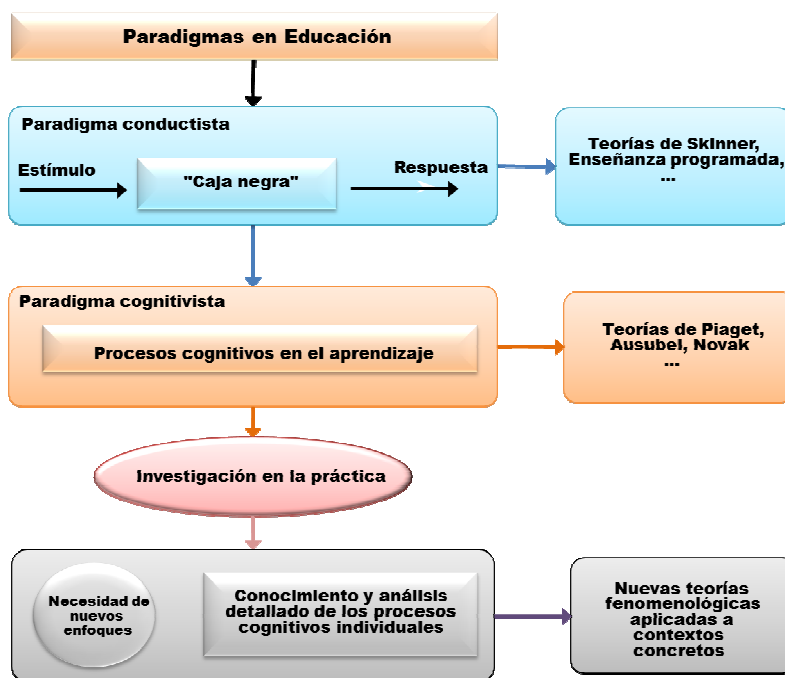 Paradigmas en Educación
Paradigma conductista
Estímulo
"Caja negra"
Respuesta
Teorías de SkInner,
Enseñanza programada,
...
Paradigma cognitivista
Procesos cognitivos en el aprendizaje
Teorías de Piaget,
Ausubel, Novak
...
Investigación en la práctica
Necesidad de
nuevos
enfoques
Conocimiento y análisis
detallado de los procesos
cognitivos individuales
Nuevas teorías
fenomenológicas
aplicadas a
contextos
concretos